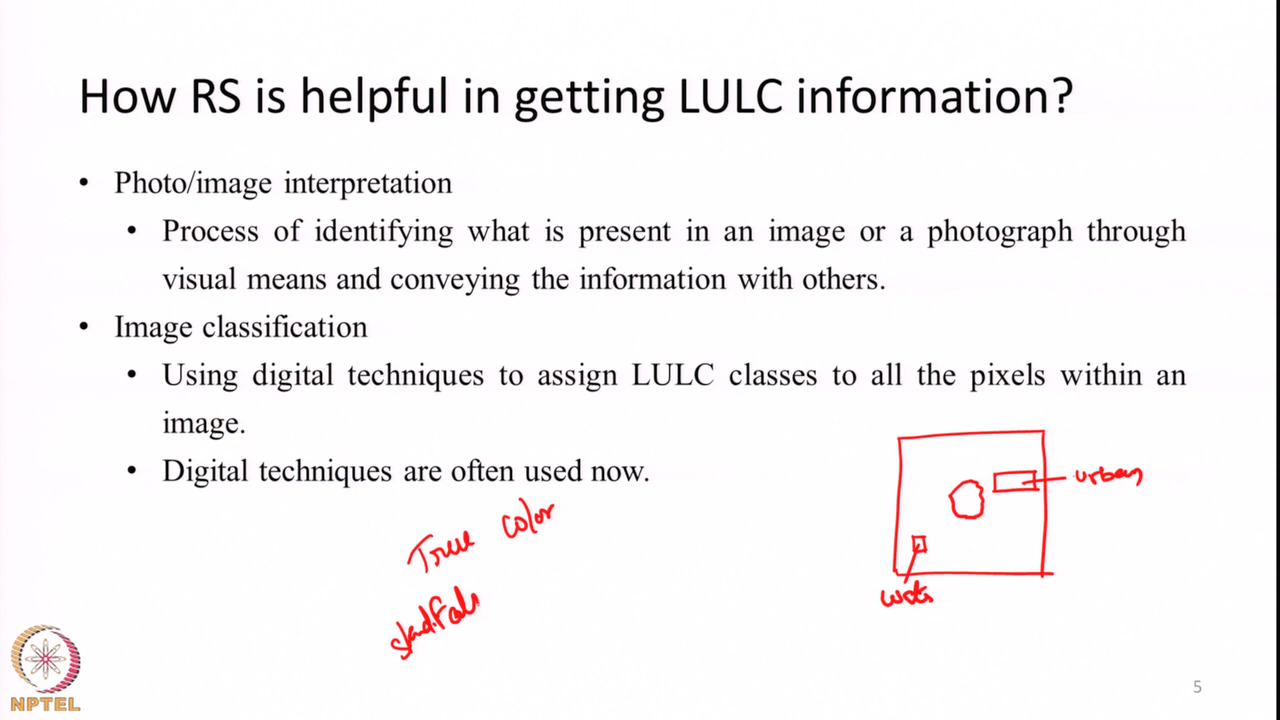 How RS is helpful in getting LULC information?
• Photo/image interpretation
• Process of identifying what is present in an image or a photograph through
visual means and conveying the information with others.
• Image classification
• Using digital techniques to assign LULC classes to all the pixels within an
image.
• Digital techniques are often used now.
urban
True color
NPTEL
5